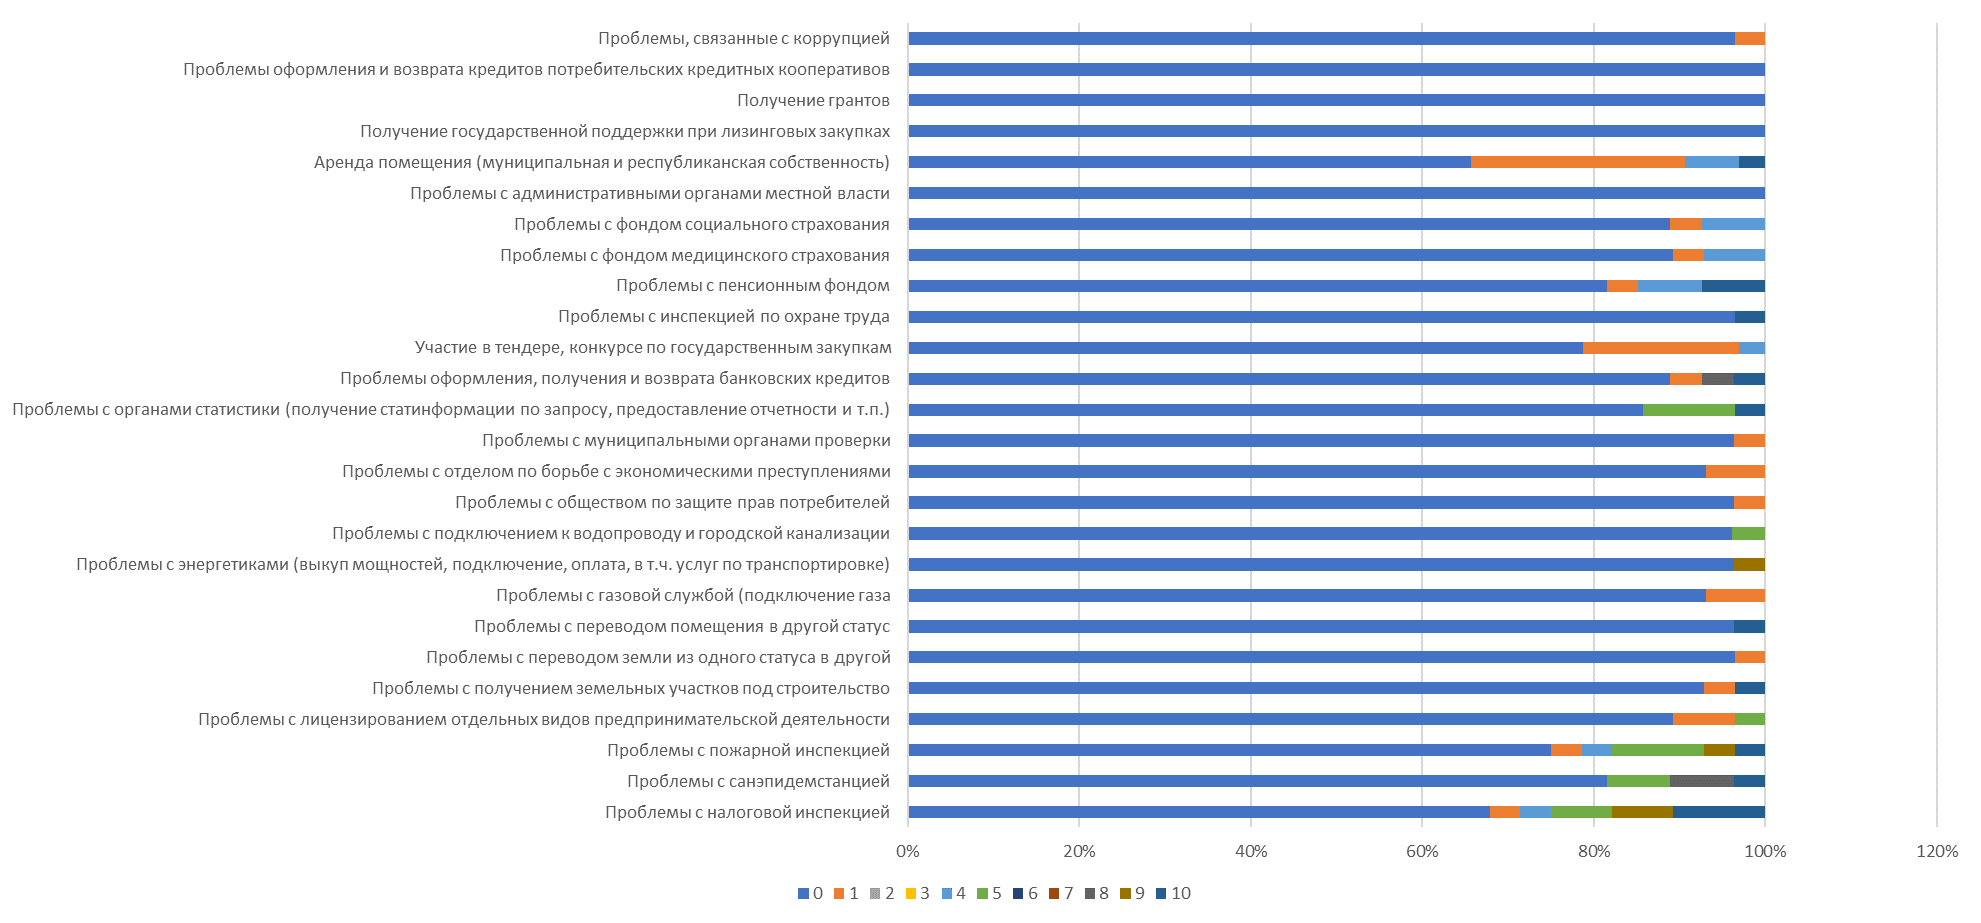 Проблемы, связанные с коррупцией
Проблемы оформления и возврата кредитов потребительских кредитных кооперативов
Получение грантов
Получение государственной поддержки при лизинговых закупках
Аренда помещения (муниципальная и республиканская собственность)
Проблемы с административными органами местной власти
Проблемы с фондом социального страхования
Проблемы с фондом медицинского страхования
Проблемы с пенсионным фондом
Проблемы с инспекцией по охране труда
Участие в тендере, конкурсе по государственным закупкам
Проблемы оформления, получения и возврата банковских кредитов
Проблемы с органами статистики (получение статинформации по запросу, предоставление отчетности и т.п.)
Проблемы с муниципальными органами проверки
Проблемы с отделом по борьбе с экономическими преступлениями
Проблемы с обществом по защите прав потребителей
Проблемы с подключением к водопроводу и городской канализации
Проблемы с энергетиками (выкуп мощностей, подключение, оплата, в т.ч. услуг по транспортировке)
Проблемы с газовой службой (подключение газа
Проблемы с переводом помещения в другой статус
Проблемы с переводом земли из одного статуса в другой
Проблемы с получением земельных участков под строительство
Проблемы с лицензированием отдельных видов предпринимательской деятельности
Проблемы с пожарной инспекцией
Проблемы с санэпидемстанцией
Проблемы с налоговой инспекцией
0% 20% 40% 60% 80% 100% 120%
0 1 2 3 4 5 6 7 8 9 10